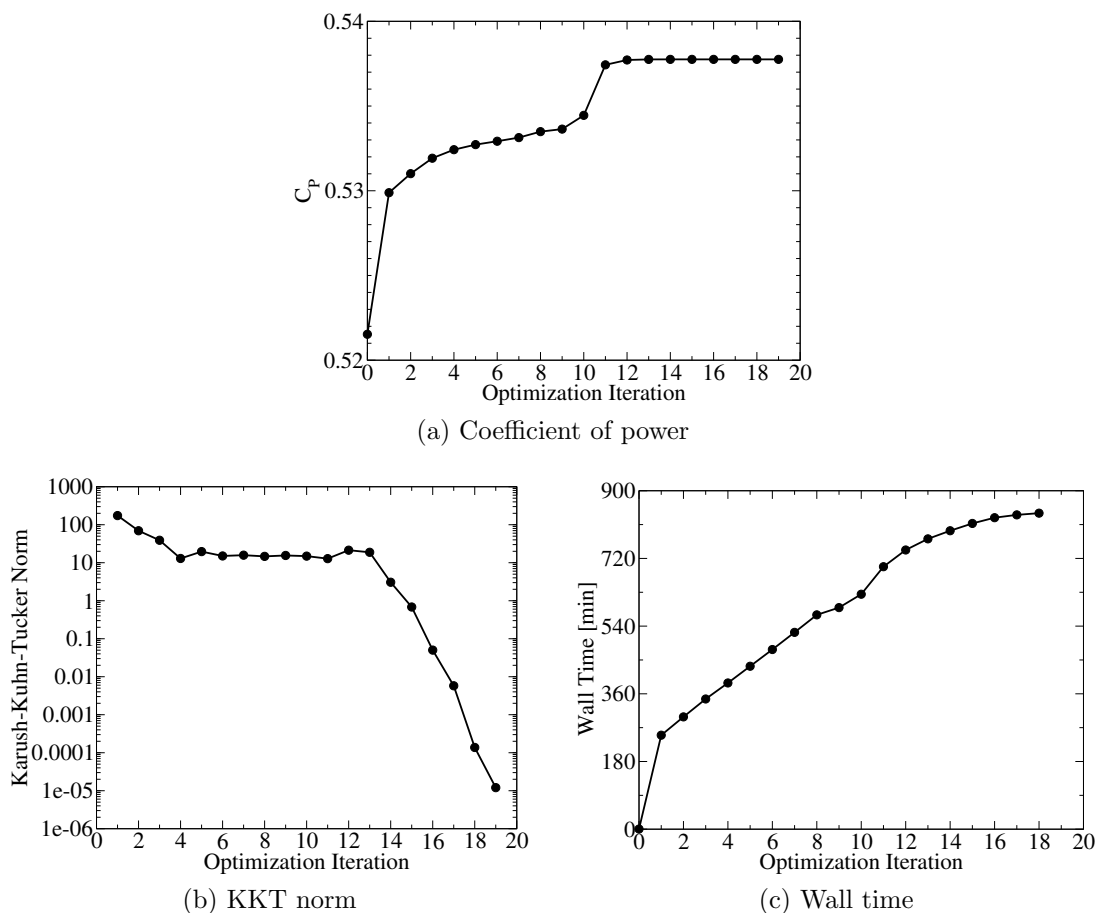 0.54
0.53
0.52
C_P
0 2 4 6 8 10 12 14 16 18 20
Optimization Iteration
(a) Coefficient of power
1000
100
10
1
0.1
0.01
0.001
0.0001
1e-05
1e-06
Karush-Kuhn-Tucker Norm
0 2 4 6 8 10 12 14 16 18 20
Optimization Iteration
(b) KKT norm
900
720
540
360
180
0
Wall Time [min]
0 2 4 6 8 10 12 14 16 18 20
Optimization Iteration
(c) Wall time